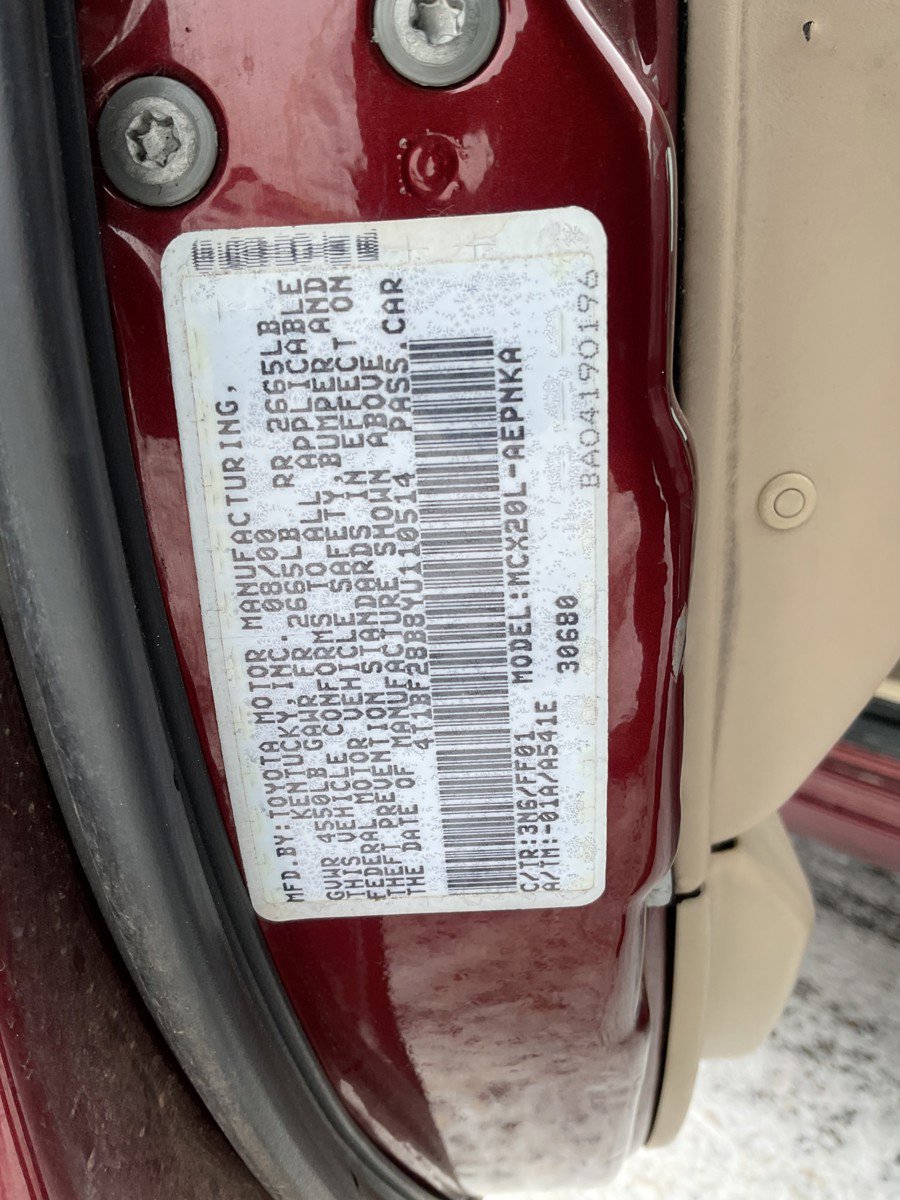 MFD.BY:TOYOTA MOTOR MANUFACTURING,
KENTUCKY,INC. 08/00
GVWR 4550LB GAWR FR 2665LB RR 2665LB
THIS VEHICLE CONFORMS TO ALL APPLICABLE
FEDERAL MOTOR VEHICLE SAFETY,BUMPER AND
THEFT PREVENTION STANDARDS IN EFFECT ON
THE DATE OF MANUFACTURE SHOWN ABOVE.
4T1BF28B8YU110514 PASS.CAR
MODEL:MCX20L-AEPNKA
C/TR:3N6/FF01
A/TM:-01A/A541E 30680
BA04190196